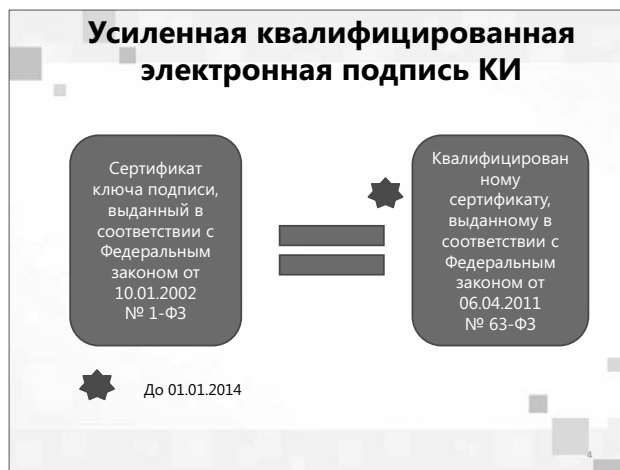 Усиленная квалифицированная
электронная подпись КИ
Сертификат
ключа подписи,
выданный в
соответствии с
Федеральным
законом от
10.01.2002
№ 1-ФЗ
Квалифицирован
ному
сертификату,
выданному в
соответствии с
Федеральным
законом от
06.04.2011
№ 63-ФЗ
До 01.01.2014
4